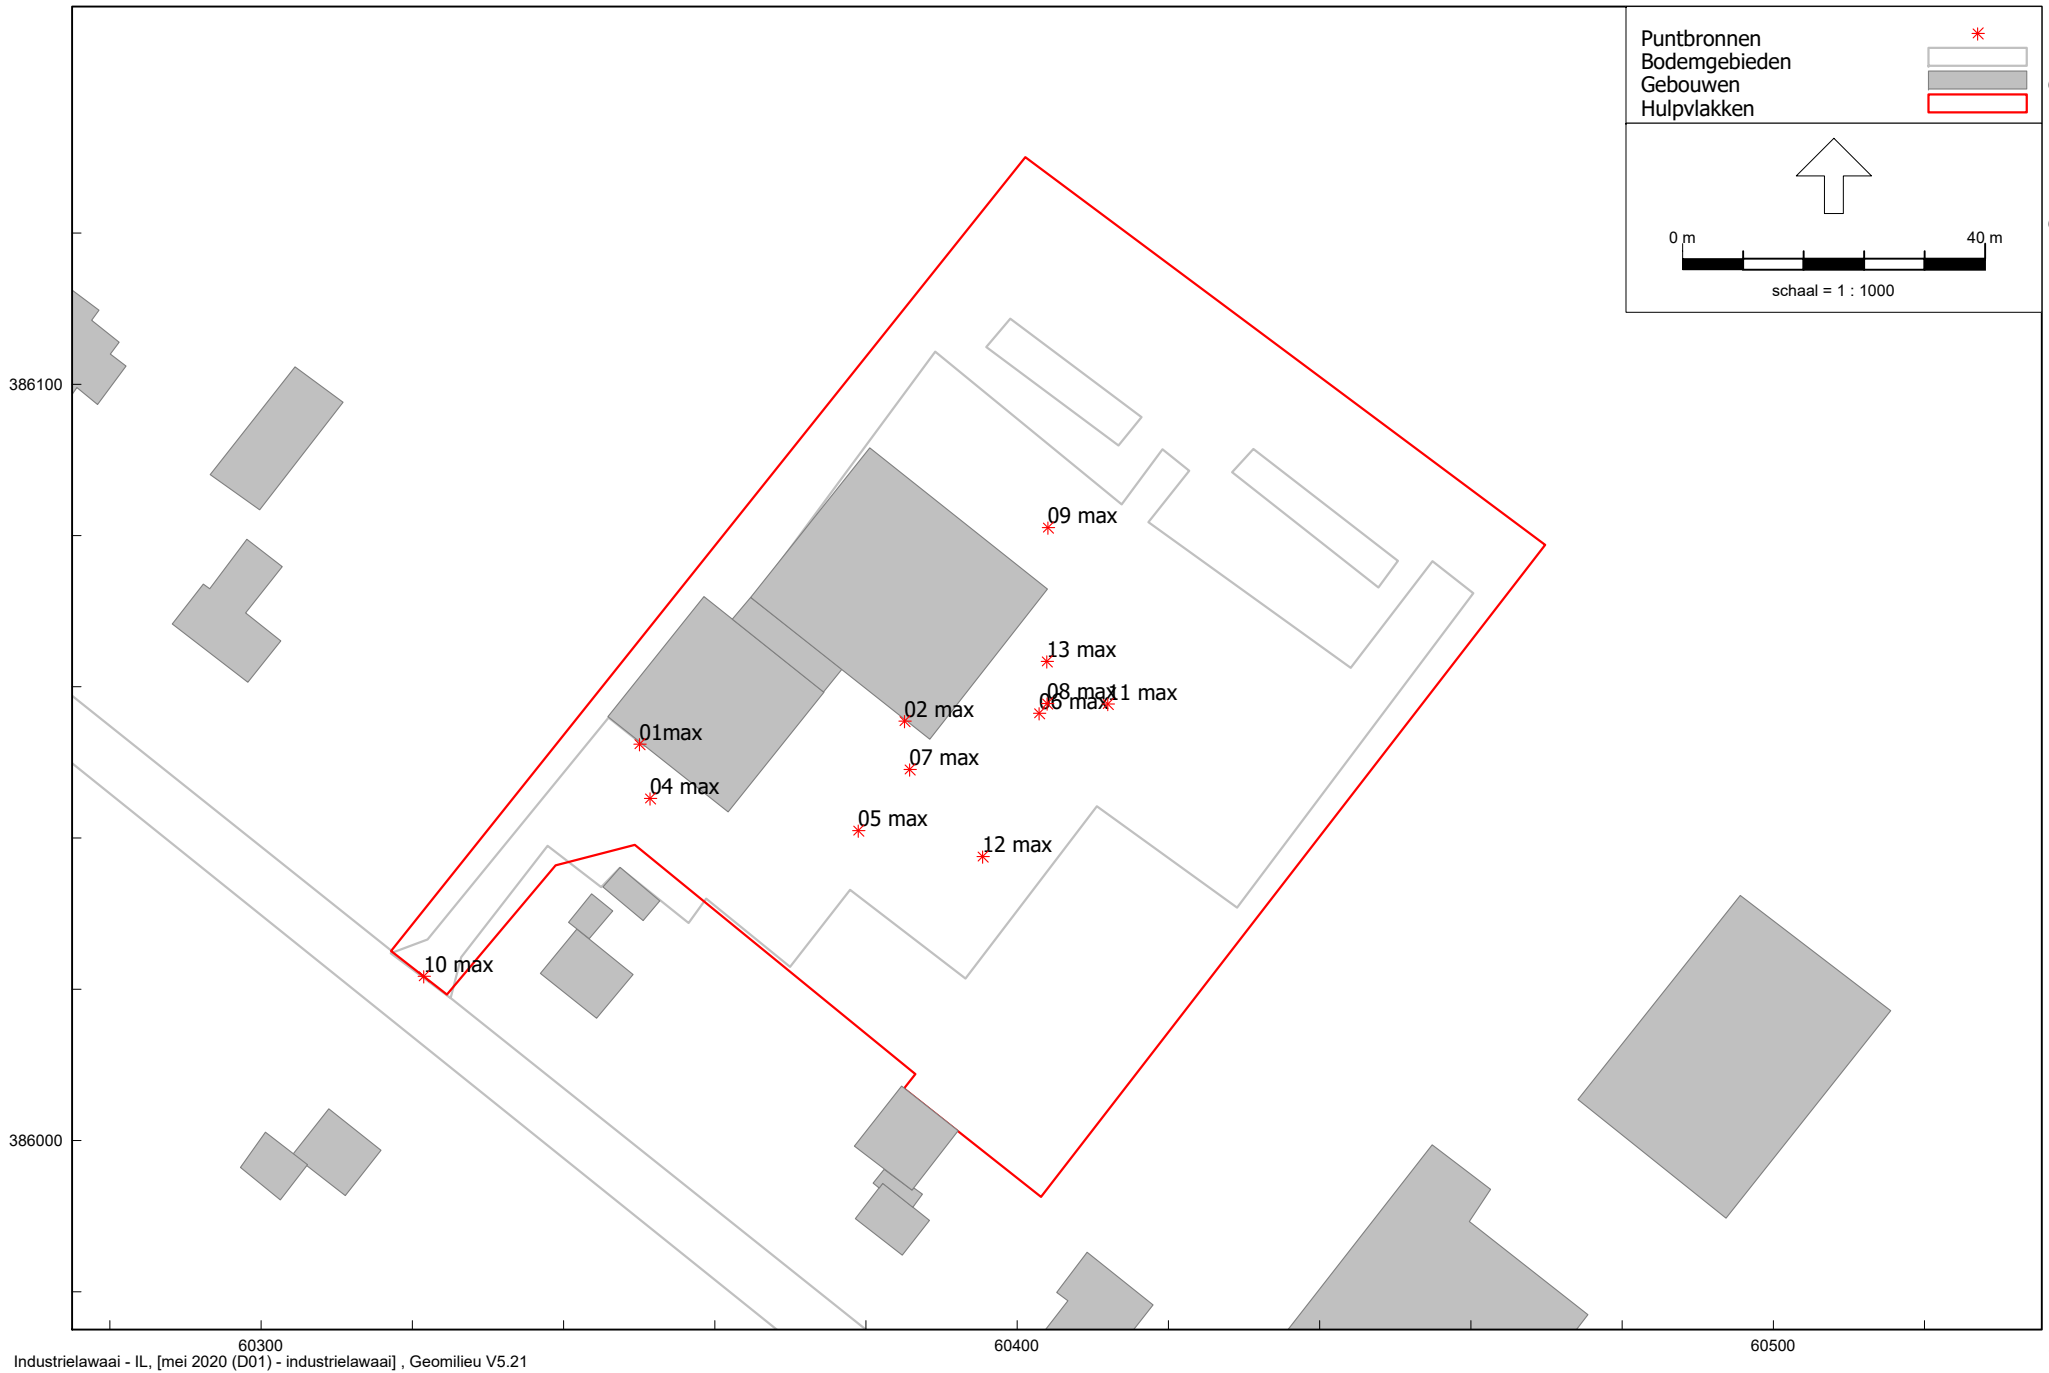 Puntbronnen
Bodemgebieden
Gebouwen
Hulpvlakken
0 m 40 m
schaal = 1 : 1000
386100
09 max
13 max
08 max
11 max
06 max
02 max
01max
07 max
04 max
05 max
12 max
10 max
386000
60300 60400 60500
Industrielawaai - IL, [mei 2020 (D01) - industrielawaai] , Geomilieu V5.21